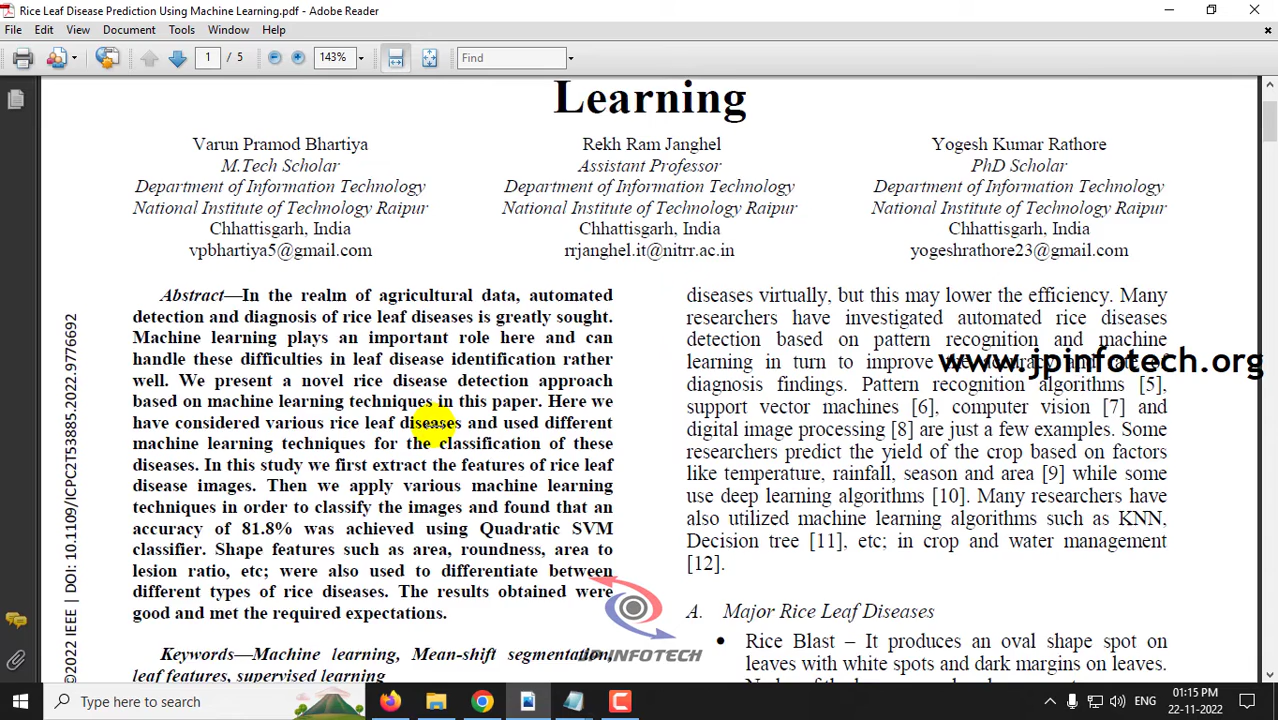 Rice Leaf Disease Prediction Using Machine Learning.pdf - Adobe Reader
File Edit View Document Tools Window Help
1 / 5 143% Find
Learning
Varun Pramod Bhartiya
M.Tech Scholar
Department of Information Technology
National Institute of Technology Raipur
Chhattisgarh, India
vpbhartiya5@gmail.com
Rekh Ram Janghel
Assistant Professor
Department of Information Technology
National Institute of Technology Raipur
Chhattisgarh, India
rrjanghel.it@nitrr.ac.in
Yogesh Kumar Rathore
PhD Scholar
Department of Information Technology
National Institute of Technology Raipur
Chhattisgarh, India
yogeshrathore23@gmail.com
Abstract—In the realm of agricultural data, automated
detection and diagnosis of rice leaf diseases is greatly sought.
Machine learning plays an important role here and can
handle these difficulties in leaf disease identification rather
well. We present a novel rice disease detection approach
based on machine learning techniques in this paper. Here we
have considered various rice leaf diseases and used different
machine learning techniques for the classification of these
diseases. In this study we first extract the features of rice leaf
disease images. Then we apply various machine learning
techniques in order to classify the images and found that an
accuracy of 81.8% was achieved using Quadratic SVM
classifier. Shape features such as area, roundness, area to
lesion ratio, etc; were also used to differentiate between
different types of rice diseases. The results obtained were
good and met the required expectations.
Keywords—Machine learning, Mean-shift segmentation,
leaf features, supervised learning
diseases virtually, but this may lower the efficiency. Many
researchers have investigated automated rice diseases
detection based on pattern recognition and machine
learning in turn to improve the accuracy and rate of
diagnosis findings. Pattern recognition algorithms [5],
support vector machines [6], computer vision [7] and
digital image processing [8] are just a few examples. Some
researchers predict the yield of the crop based on factors
like temperature, rainfall, season and area [9] while some
use deep learning algorithms [10]. Many researchers have
also utilized machine learning algorithms such as KNN,
Decision tree [11], etc; in crop and water management
[12].
A. Major Rice Leaf Diseases
• Rice Blast – It produces an oval shape spot on
leaves with white spots and dark margins on leaves.
www.jpinfotech.org
JP INFOTECH
©2022 IEEE | DOI: 10.1109/ICPC2T53885.2022.9776692
Type here to search
ENG
01:15 PM
22-11-2022